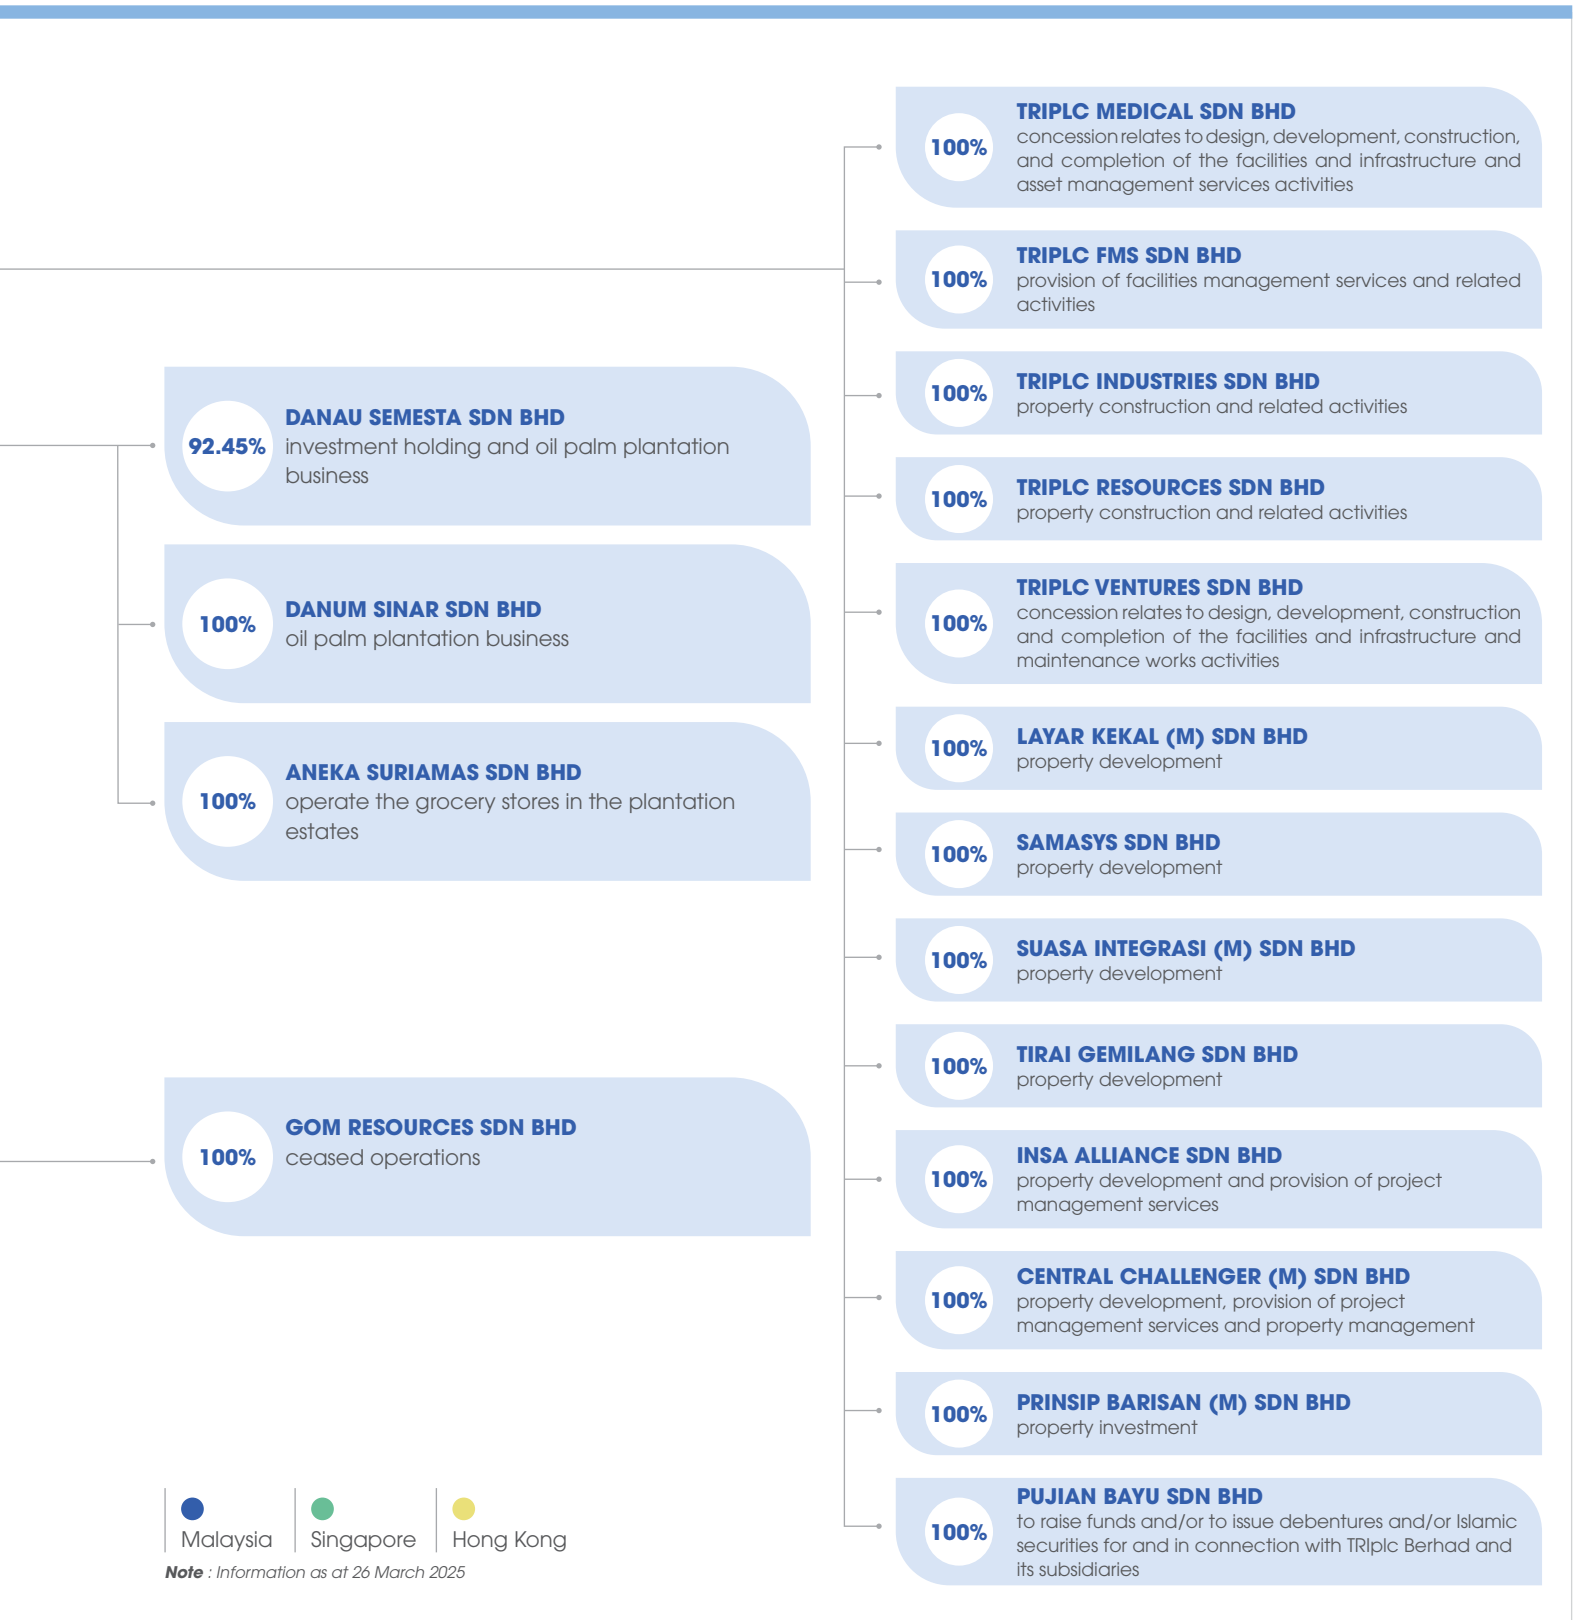 92.45%
DANAU SEMESTA SDN BHD
investment holding and oil palm plantation
business
100%
DANUM SINAR SDN BHD
oil palm plantation business
100%
ANEKA SURIAMAS SDN BHD
operate the grocery stores in the plantation
estates
100%
GOM RESOURCES SDN BHD
ceased operations
100%
TRIPLC MEDICAL SDN BHD
concession relates to design, development, construction,
and completion of the facilities and infrastructure and
asset management services activities
100%
TRIPLC FMS SDN BHD
provision of facilities management services and related
activities
100%
TRIPLC INDUSTRIES SDN BHD
property construction and related activities
100%
TRIPLC RESOURCES SDN BHD
property construction and related activities
100%
TRIPLC VENTURES SDN BHD
concession relates to design, development, construction
and completion of the facilities and infrastructure and
maintenance works activities
100%
LAYAR KEKAL (M) SDN BHD
property development
100%
SAMASYS SDN BHD
property development
100%
SUASA INTEGRASI (M) SDN BHD
property development
100%
TIRAI GEMILANG SDN BHD
property development
100%
INSA ALLIANCE SDN BHD
property development and provision of project
management services
100%
CENTRAL CHALLENGER (M) SDN BHD
property development, provision of project
management services and property management
100%
PRINSIP BARISAN (M) SDN BHD
property investment
100%
PUJIAN BAYU SDN BHD
to raise funds and/or to issue debentures and/or Islamic
securities for and in connection with TRIplc Berhad and
its subsidiaries
Malaysia
Singapore
Hong Kong
Note : Information as at 26 March 2025